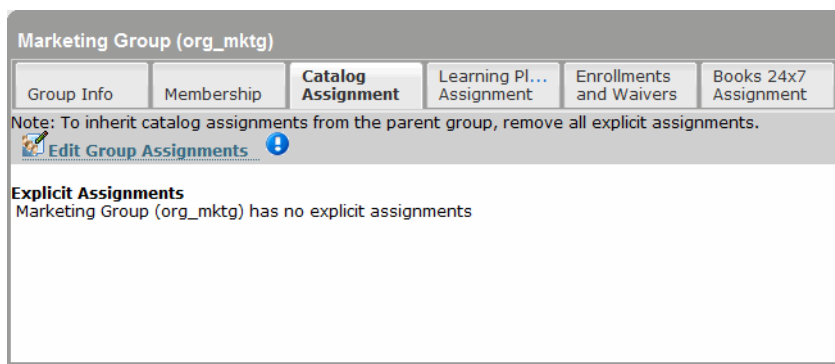 Marketing Group (org_mktg)
Group Info
Membership
Catalog
Assignment
Learning Pl...
Assignment
Enrollments
and Waivers
Books 24x7
Assignment
Note: To inherit catalog assignments from the parent group, remove all explicit assignments.
Edit Group Assignments
Explicit Assignments
Marketing Group (org_mktg) has no explicit assignments